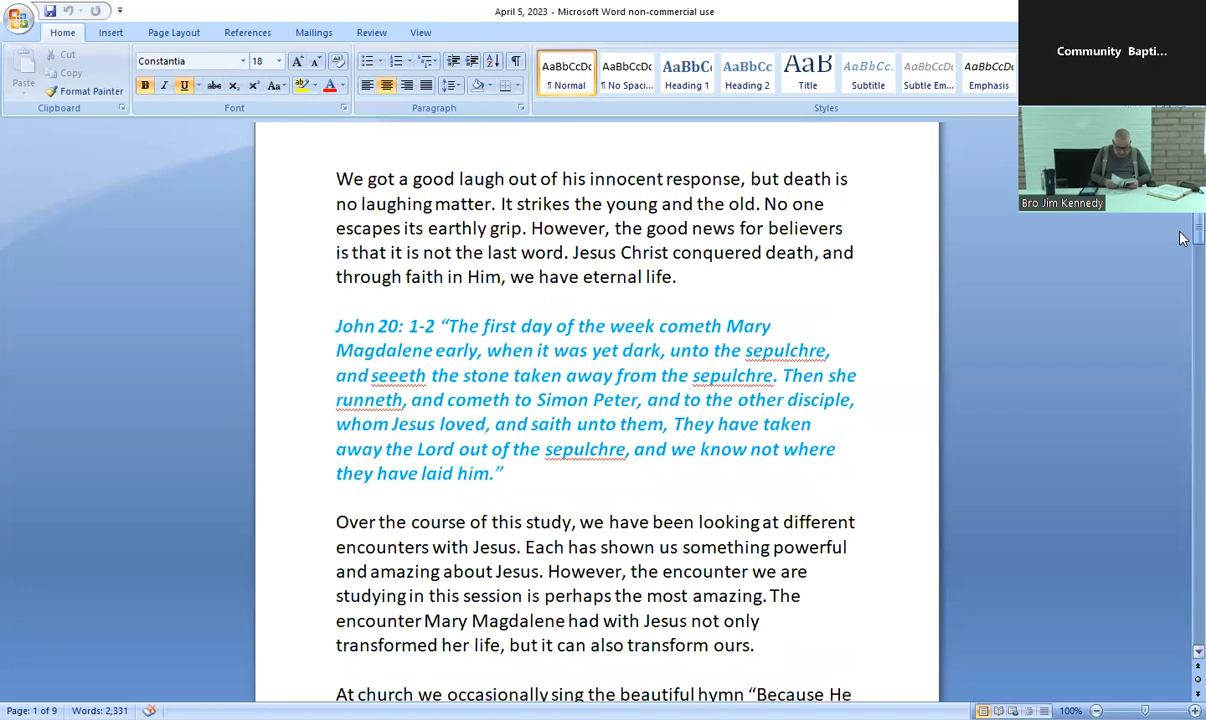 April 5, 2023 - Microsoft Word non-commercial use
Home Insert Page Layout References Mailings Review View
Cut
Copy
Paste
Format Painter
Clipboard
Constantia 18
B I U abc x₂ x² Aa
Font
Paragraph
AaBbCcDc AaBbCcDc AaBbC AaBbCc AaB AaBbCc. AaBbCcDc AaBbCcDc
¶ Normal ¶ No Spaci... Heading 1 Heading 2 Title Subtitle Subtle Em... Emphasis
Styles
Community Bapti...
Bro Jim Kennedy
We got a good laugh out of his innocent response, but death is
no laughing matter. It strikes the young and the old. No one
escapes its earthly grip. However, the good news for believers
is that it is not the last word. Jesus Christ conquered death, and
through faith in Him, we have eternal life.
John 20: 1-2 “The first day of the week cometh Mary
Magdalene early, when it was yet dark, unto the sepulchre,
and seeeth the stone taken away from the sepulchre. Then she
runneth, and cometh to Simon Peter, and to the other disciple,
whom Jesus loved, and saith unto them, They have taken
away the Lord out of the sepulchre, and we know not where
they have laid him.”
Over the course of this study, we have been looking at different
encounters with Jesus. Each has shown us something powerful
and amazing about Jesus. However, the encounter we are
studying in this session is perhaps the most amazing. The
encounter Mary Magdalene had with Jesus not only
transformed her life, but it can also transform ours.
At church we occasionally sing the beautiful hymn “Because He
Page: 1 of 9 Words: 2,331
100%